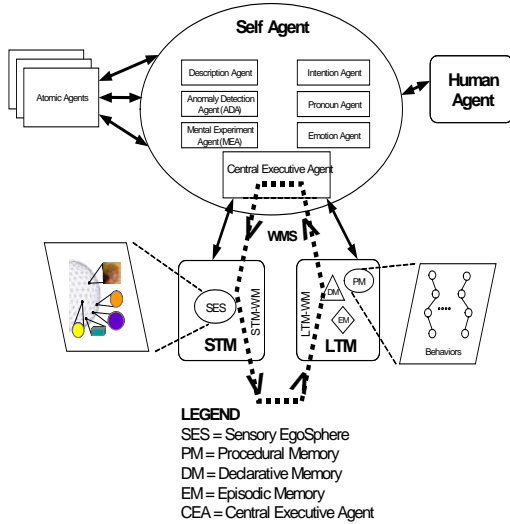 Self Agent
Description Agent
Intention Agent
Atomic Agents
Anomaly Detection
Agent (ADA)
Pronoun Agent
Human
Agent
Mental Experiment
Agent (MEA)
Emotion Agent
Central Executive Agent
WMS
SES
STM-WM
STM
LTM-WM
DM
PM
EM
LTM
....
Behaviors
LEGEND
SES = Sensory EgoSphere
PM = Procedural Memory
DM = Declarative Memory
EM = Episodic Memory
CEA = Central Executive Agent